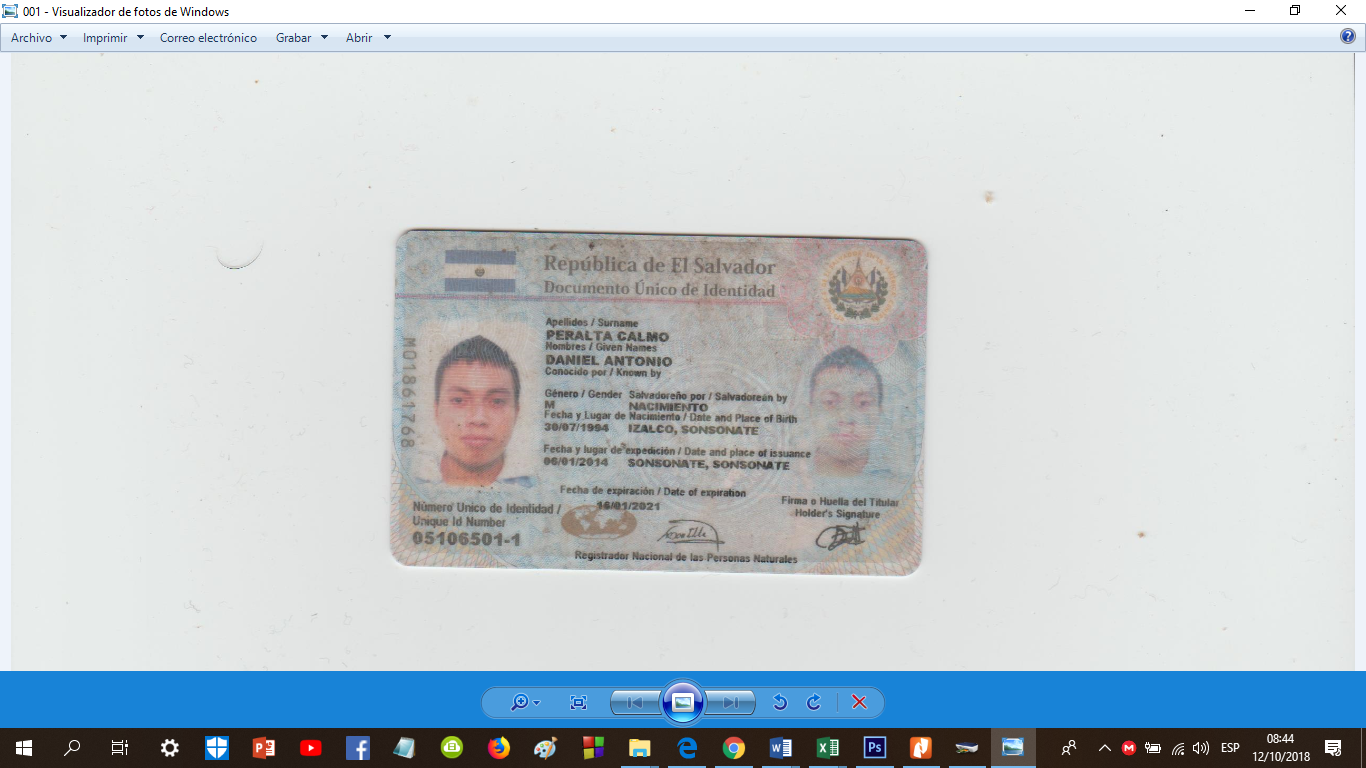 001 - Visualizador de fotos de Windows
Archivo Imprimir Correo electrónico Grabar Abrir
República de El Salvador
Documento Único de Identidad
Apellidos / Surname
PERALTA CALMO
Nombres / Given Names
DANIEL ANTONIO
Conocido por / Known by
Género / Gender Salvadoreño por / Salvadorean by
M NACIMIENTO
Fecha y Lugar de Nacimiento / Date and Place of Birth
30/07/1994 IZALCO, SONSONATE
Fecha y lugar de expedición / Date and place of issuance
06/01/2014 SONSONATE, SONSONATE
Fecha de expiración / Date of expiration
16/01/2021
M01861768
Número Unico de Identidad /
Unique Id Number
05106501-1
Firma o Huella del Titular
Holder's Signature
Registrador Nacional de las Personas Naturales
ESP
08:44
12/10/2018